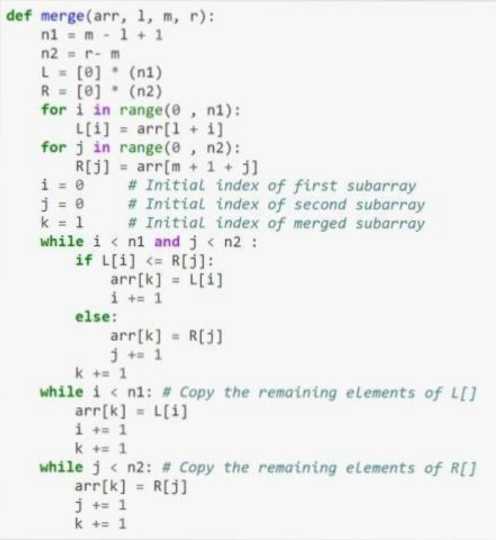 def merge(arr, l, m, r):
    n1 = m - l + 1
    n2 = r- m
    L = [0] * (n1)
    R = [0] * (n2)
    for i in range(0 , n1):
        L[i] = arr[l + i]
    for j in range(0 , n2):
        R[j] = arr[m + 1 + j]
    i = 0     # Initial index of first subarray
    j = 0     # Initial index of second subarray
    k = l     # Initial index of merged subarray
    while i < n1 and j < n2 :
        if L[i] <= R[j]:
            arr[k] = L[i]
            i += 1
        else:
            arr[k] = R[j]
            j += 1
        k += 1
    while i < n1: # Copy the remaining elements of L[]
        arr[k] = L[i]
        i += 1
        k += 1
    while j < n2: # Copy the remaining elements of R[]
        arr[k] = R[j]
        j += 1
        k += 1